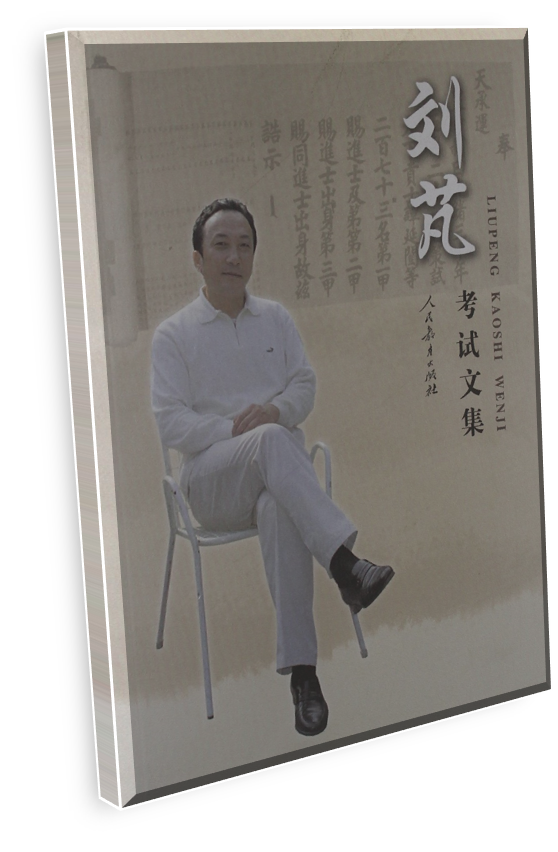 刘芃
考试文集
LIUPENG KAOSHI WENJI
人民教育出版社
奉
天承運
二百七十三名第一甲
賜進士及第第二甲
賜進士出身第三甲
賜同進士出身故茲
誥示